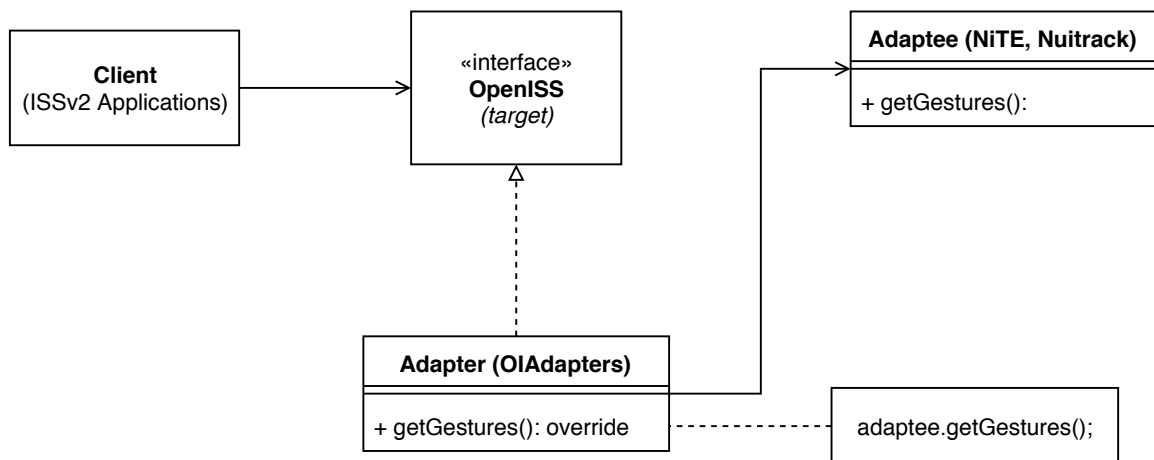 Client
(ISSv2 Applications)
«interface»
OpenISS
(target)
Adaptee (NiTE, Nuitrack)
+ getGestures():
Adapter (OIAdapters)
+ getGestures(): override
adaptee.getGestures();